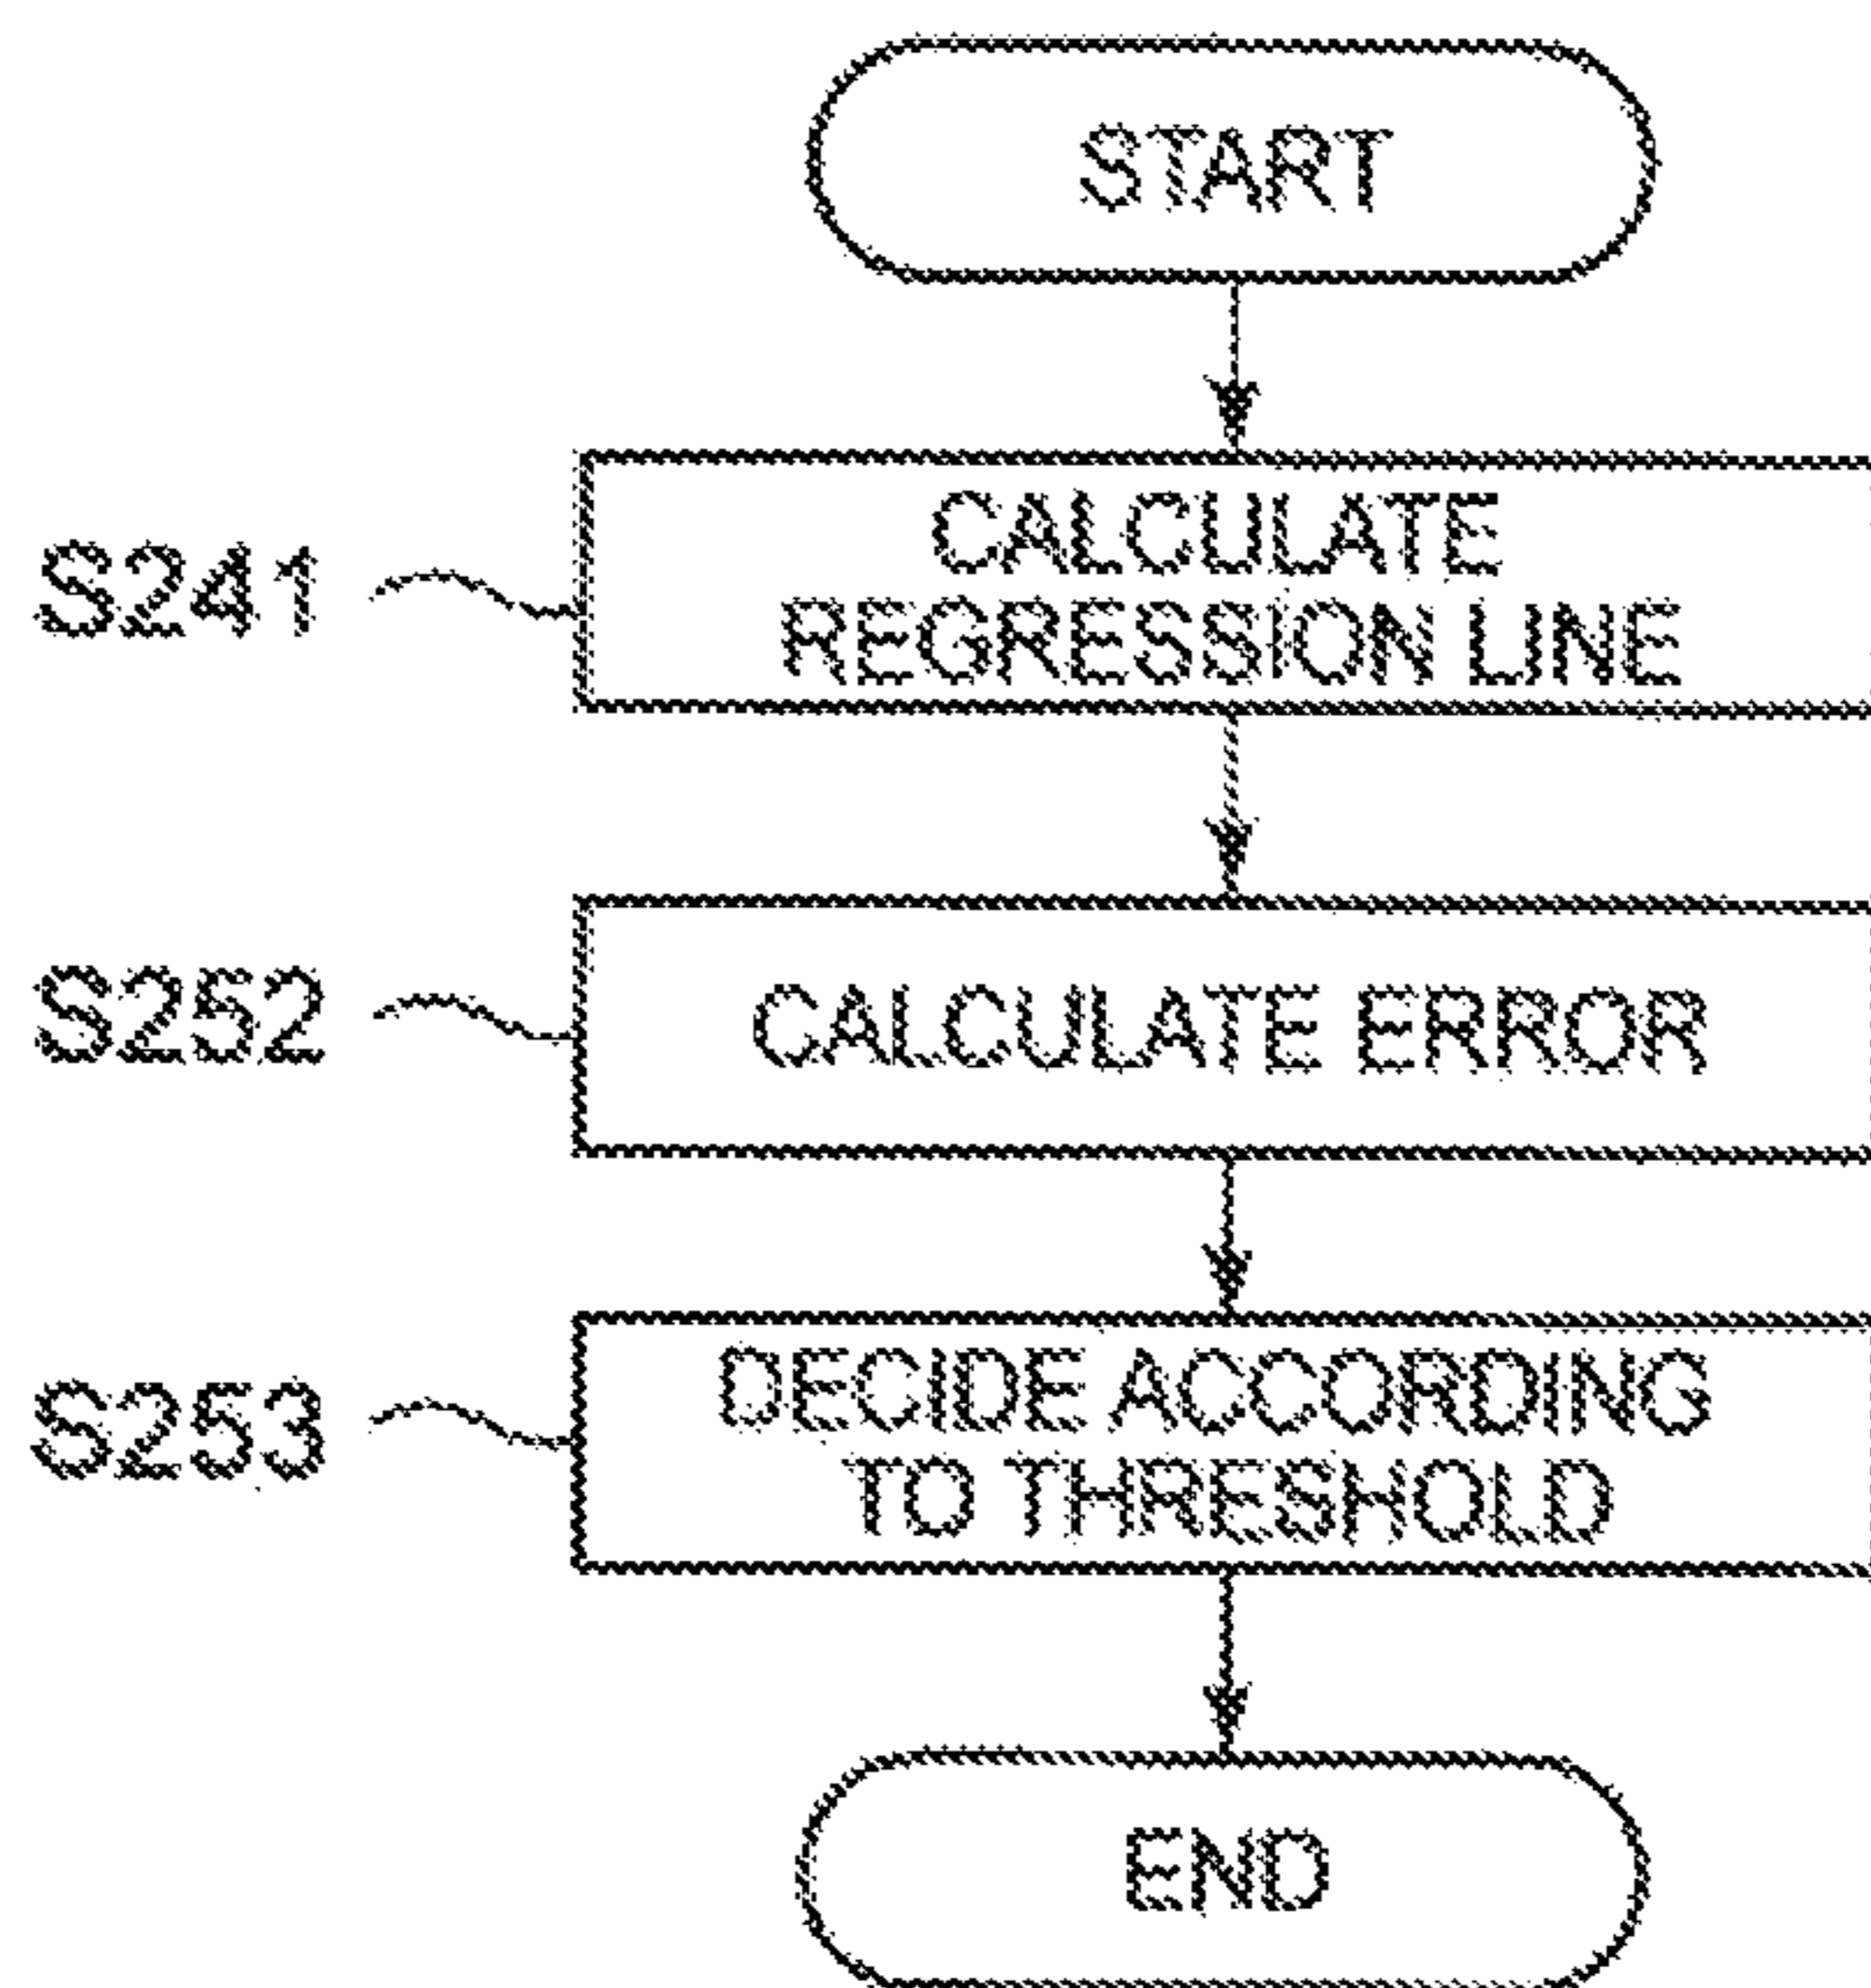 START
S241
CALCULATE
REGRESSION LINE
S252
CALCULATE ERROR
S253
DECIDE ACCORDING
TO THRESHOLD
END